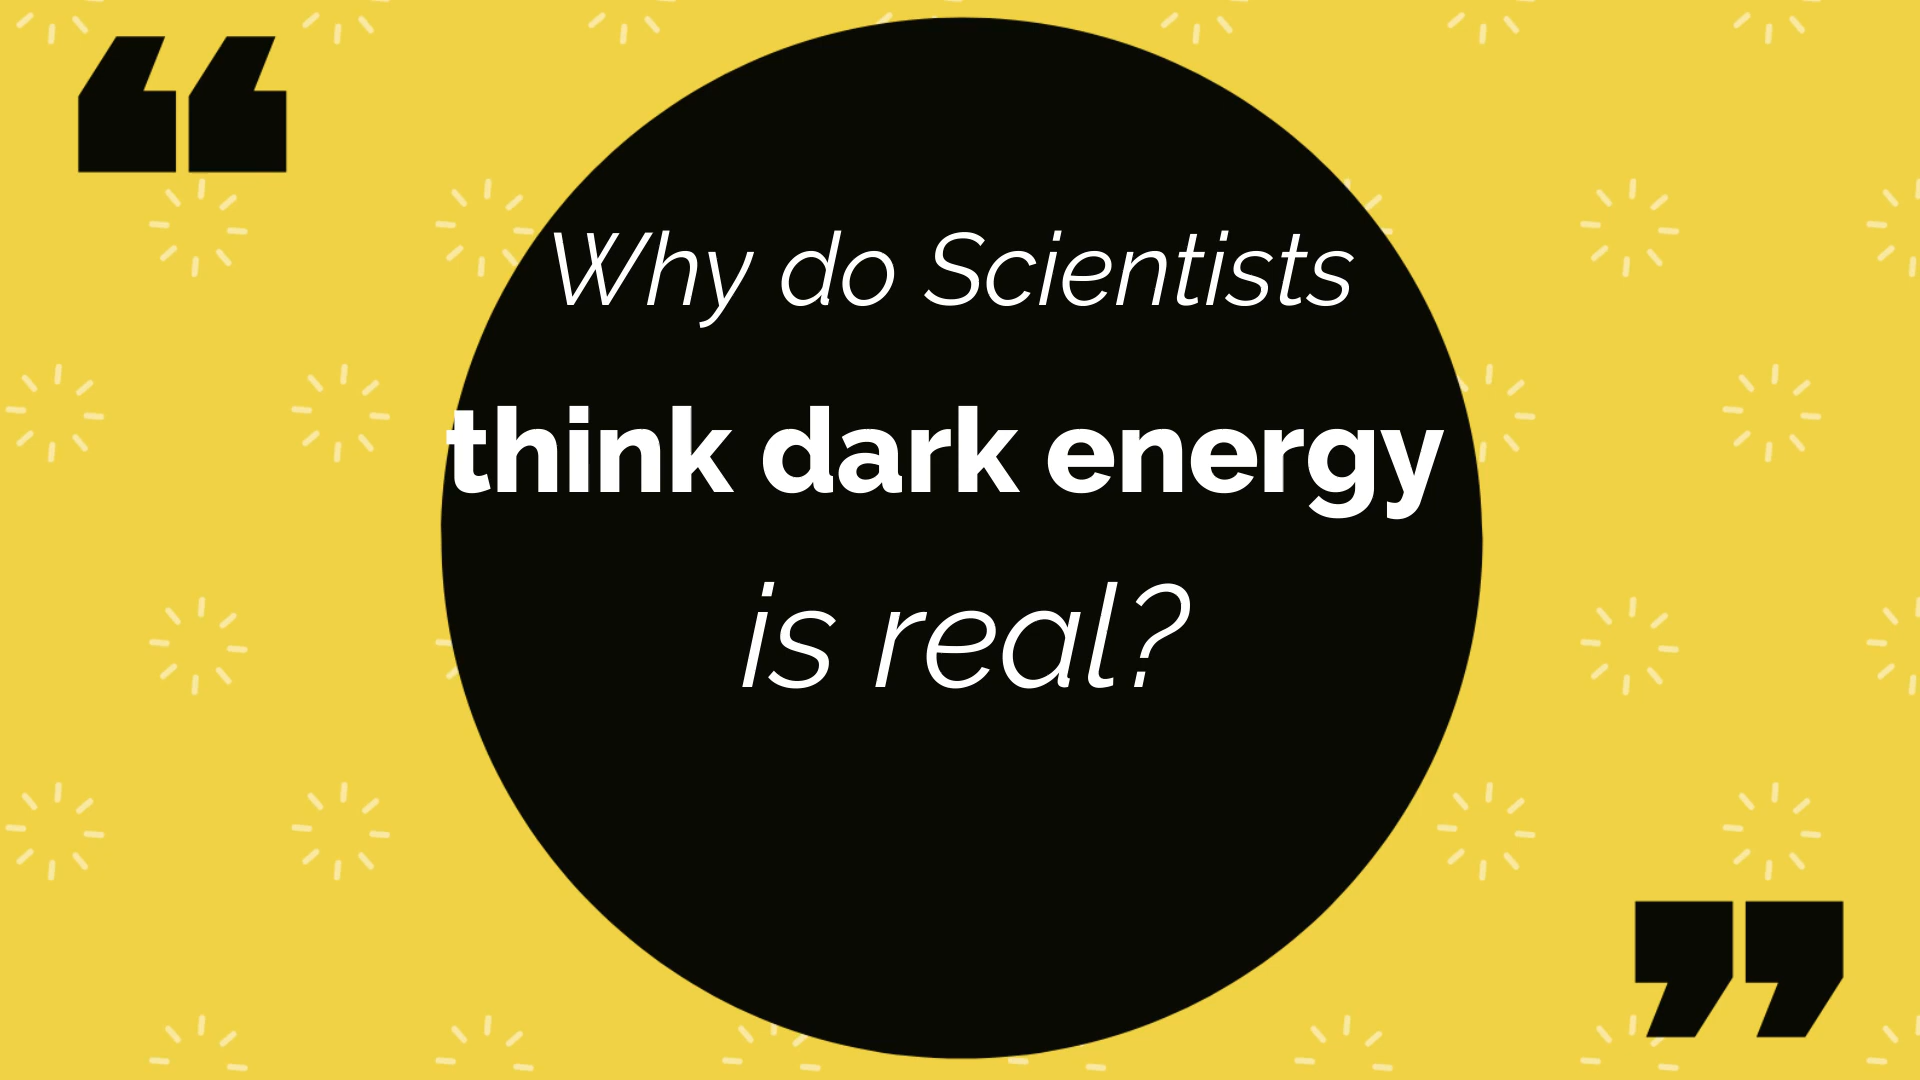 “
Why do Scientists
think dark energy
is real?
”